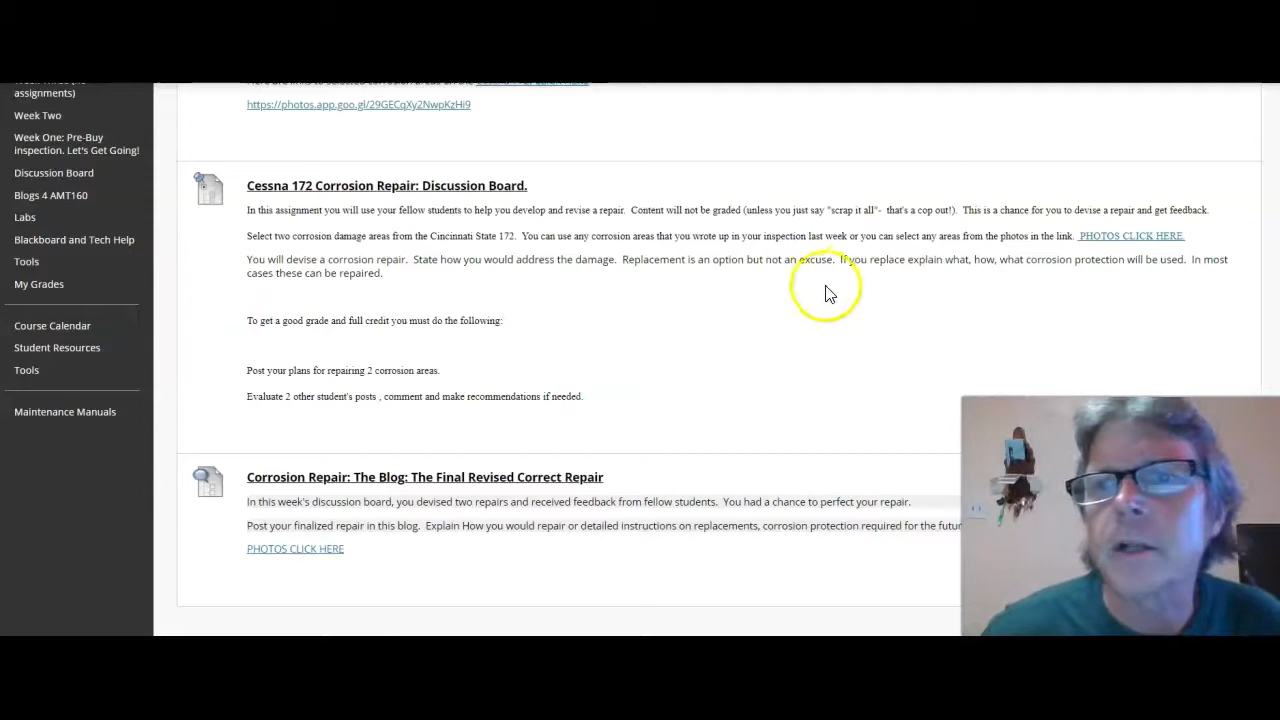 assignments)
Week Two
Week One: Pre-Buy
inspection. Let's Get Going!
Discussion Board
Blogs 4 AMT160
Labs
Blackboard and Tech Help
Tools
My Grades
Course Calendar
Student Resources
Tools
Maintenance Manuals
https://photos.app.goo.gl/29GECqXy2NwpKzHi9
Cessna 172 Corrosion Repair: Discussion Board.
In this assignment you will use your fellow students to help you develop and revise a repair. Content will not be graded (unless you just say "scrap it all"- that's a cop out!). This is a chance for you to devise a repair and get feedback.
Select two corrosion damage areas from the Cincinnati State 172. You can use any corrosion areas that you wrote up in your inspection last week or you can select any areas from the photos in the link. PHOTOS CLICK HERE.
You will devise a corrosion repair. State how you would address the damage. Replacement is an option but not an excuse. If you replace explain what, how, what corrosion protection will be used. In most
cases these can be repaired.
To get a good grade and full credit you must do the following:
Post your plans for repairing 2 corrosion areas.
Evaluate 2 other student's posts , comment and make recommendations if needed.
Corrosion Repair: The Blog: The Final Revised Correct Repair
In this week's discussion board, you devised two repairs and received feedback from fellow students. You had a chance to perfect your repair.
Post your finalized repair in this blog. Explain How you would repair or detailed instructions on replacements, corrosion protection required for the futur
PHOTOS CLICK HERE